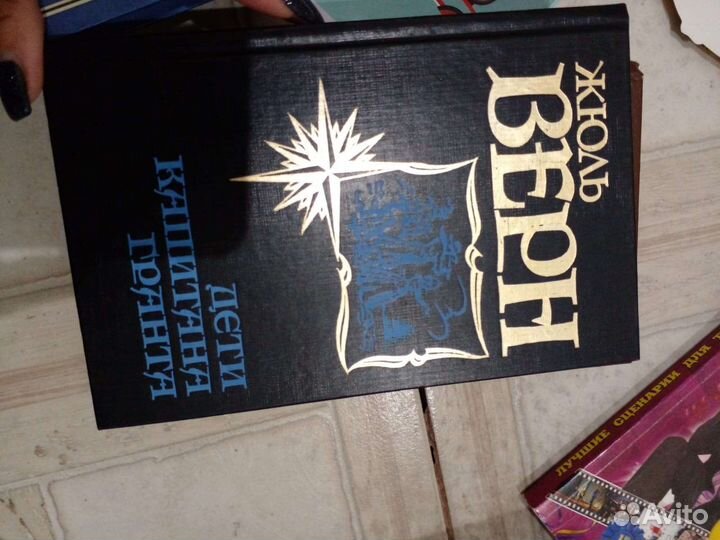 ЖЮЛЬ
ВЕРН
ДЕТИ
КАПИТАНА
ГРАНТА
ЛУЧШИЕ СЦЕНАРИИ ДЛЯ
Avito